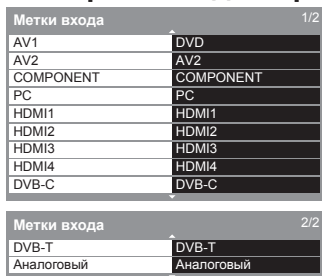 Метки входа 1/2
AV1 DVD
AV2 AV2
COMPONENT COMPONENT
PC PC
HDMI1 HDMI1
HDMI2 HDMI2
HDMI3 HDMI3
HDMI4 HDMI4
DVB-C DVB-C
Метки входа 2/2
DVB-T DVB-T
Аналоговый Аналоговый